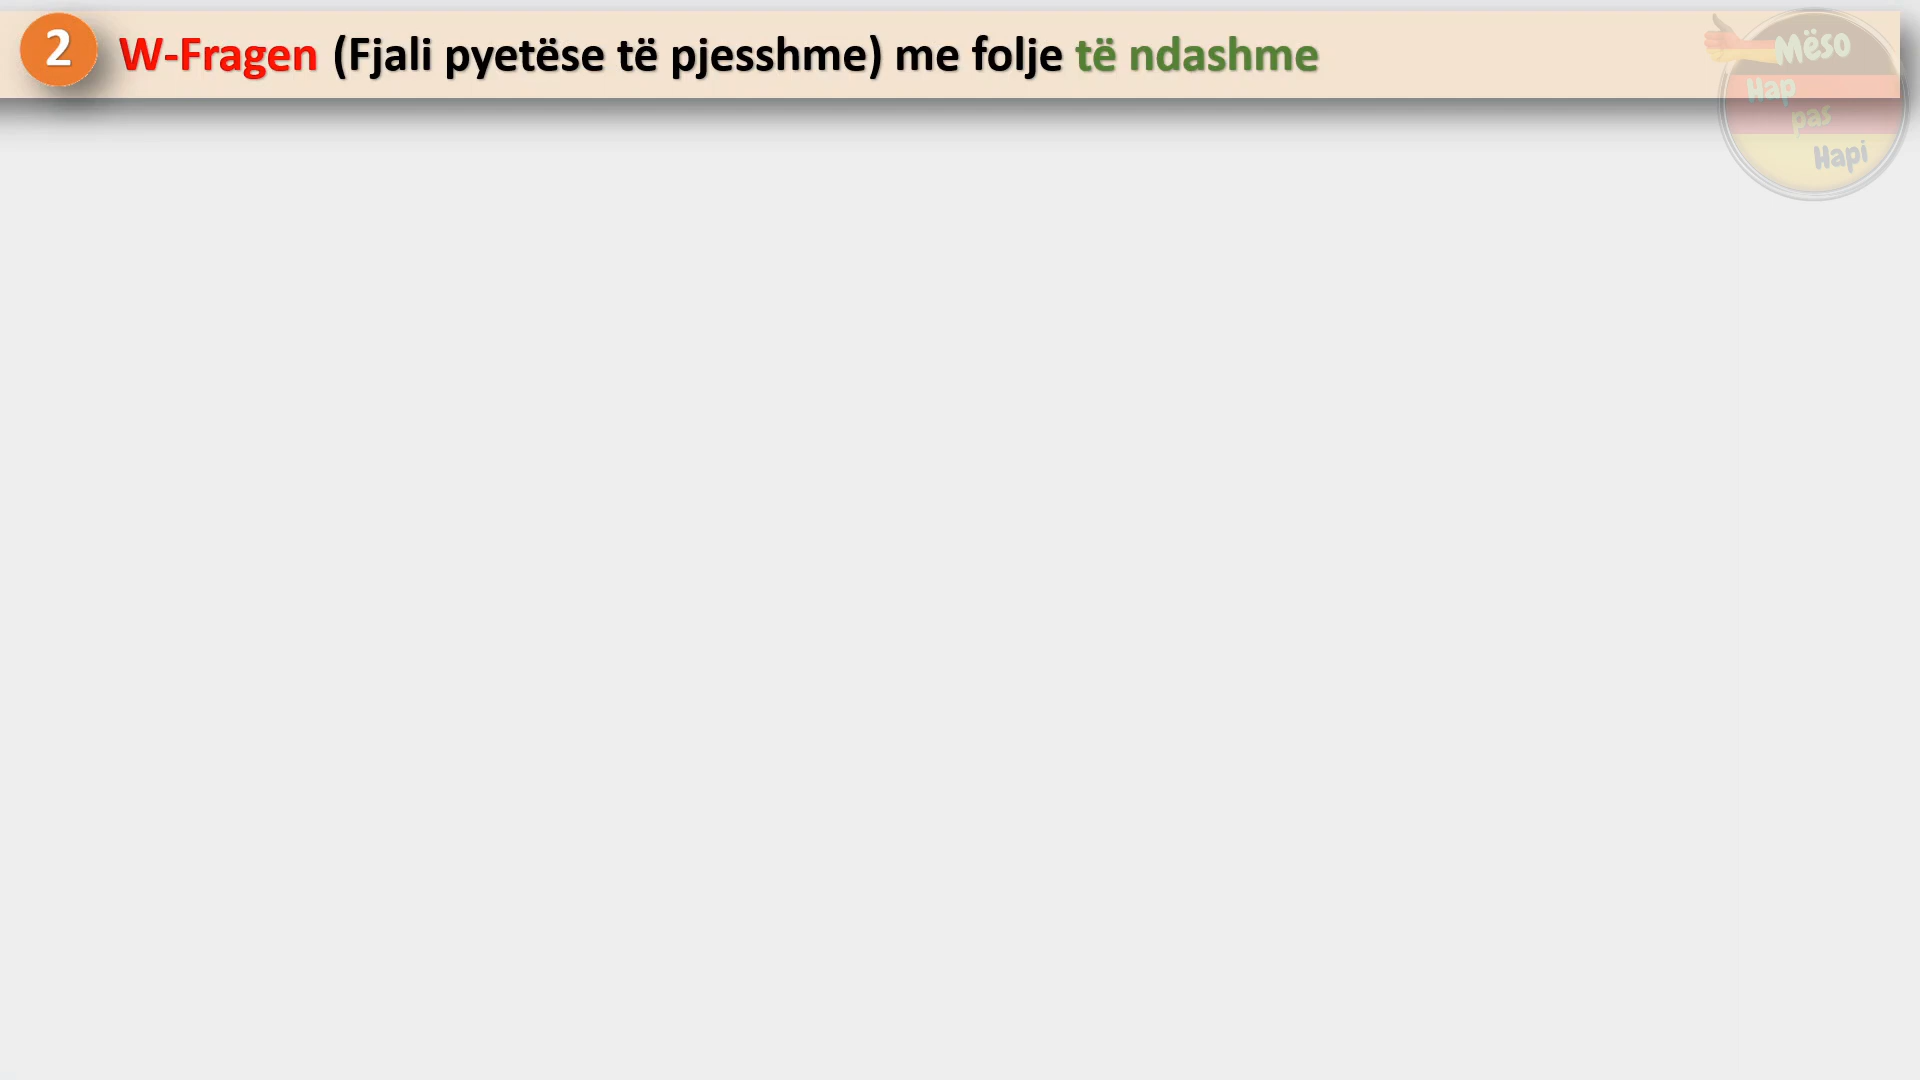 2 W-Fragen (Fjali pyetëse të pjesshme) me folje të ndashme
Mëso
Hap
pas
Hapi